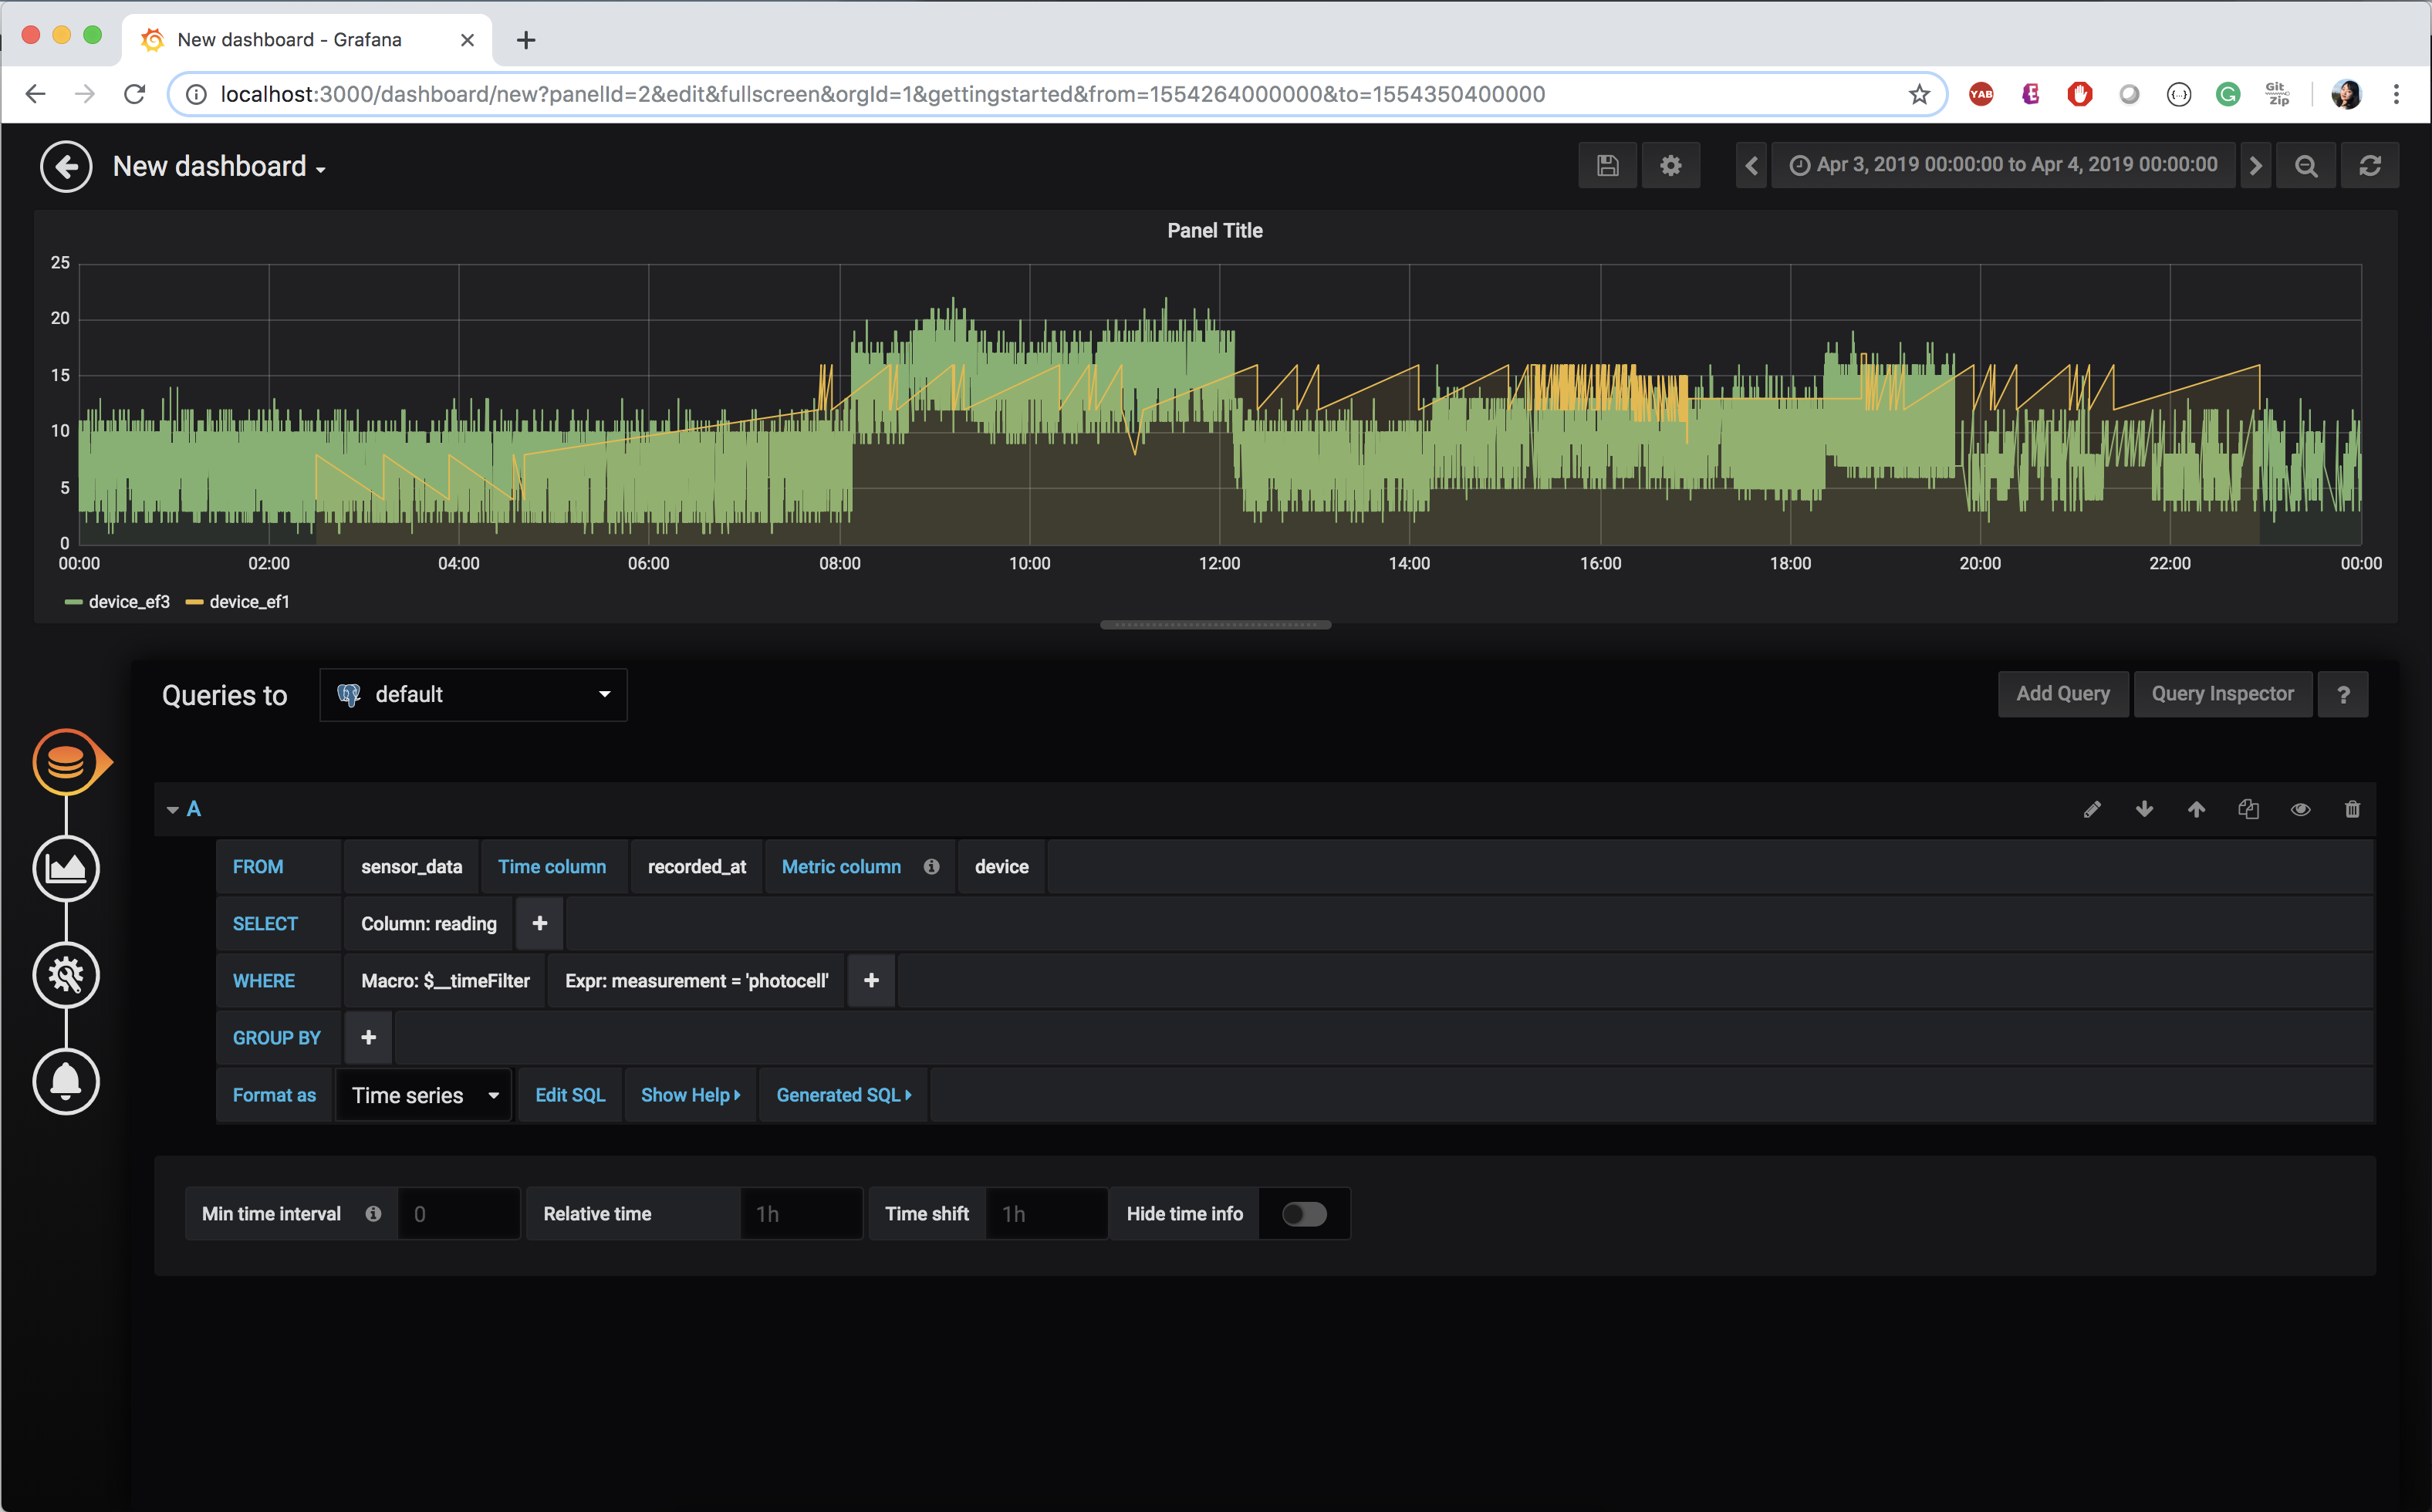 New dashboard - Grafana
localhost:3000/dashboard/new?panelId=2&edit&fullscreen&orgId=1&gettingstarted&from=1554264000000&to=1554350400000
YAB
Git
Zip
New dashboard
Apr 3, 2019 00:00:00 to Apr 4, 2019 00:00:00
Panel Title
25
20
15
10
5
0
00:00 02:00 04:00 06:00 08:00 10:00 12:00 14:00 16:00 18:00 20:00 22:00 00:00
device_ef3 device_ef1
Queries to default Add Query Query Inspector ?
A
FROM sensor_data Time column recorded_at Metric column device
SELECT Column: reading +
WHERE Macro: $__timeFilter Expr: measurement = 'photocell' +
GROUP BY +
Format as Time series Edit SQL Show Help Generated SQL
Min time interval 0 Relative time 1h Time shift 1h Hide time info